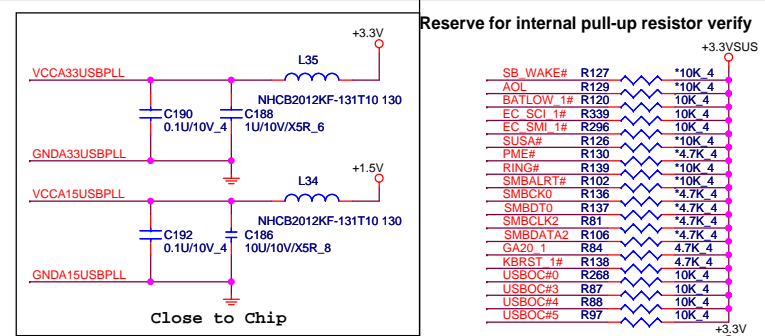 Reserve for internal pull-up resistor verify
+3.3V
L35
VCCA33USBPLL
NHCB2012KF-131T10 130
C190
0.1U/10V_4
C188
1U/10V/X5R_6
GNDA33USBPLL
+1.5V
L34
VCCA15USBPLL
NHCB2012KF-131T10 130
C192
0.1U/10V_4
C186
10U/10V/X5R_8
GNDA15USBPLL
Close to Chip
+3.3VSUS
SB_WAKE# R127 *10K_4
AOL R129 *10K_4
BATLOW_1# R120 10K_4
EC_SCI_1# R339 10K_4
EC_SMI_1# R296 10K_4
SUSA# R126 *10K_4
PME# R130 *4.7K_4
RING# R139 *10K_4
SMBALRT# R102 *10K_4
SMBCK0 R136 *4.7K_4
SMBDT0 R137 *4.7K_4
SMBCLK2 R81 *4.7K_4
SMBDATA2 R106 *4.7K_4
GA20_1 R84 4.7K_4
KBRST_1# R138 4.7K_4
USBOC#0 R268 10K_4
USBOC#3 R87 10K_4
USBOC#4 R88 10K_4
USBOC#5 R97 10K_4
+3.3V